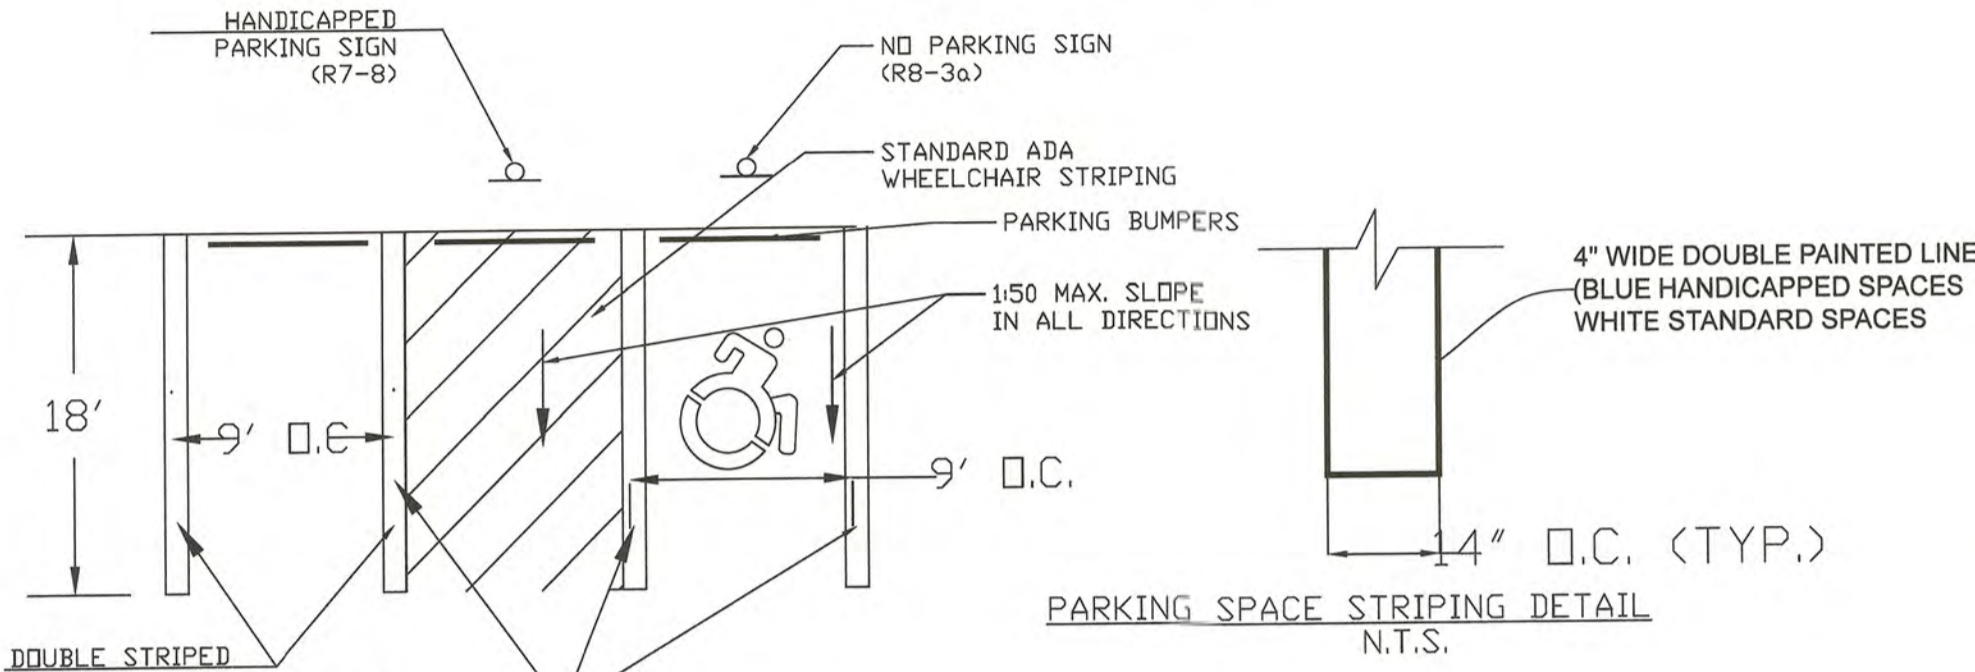 HANDICAPPED
PARKING SIGN
(R7-8)
NO PARKING SIGN
(R8-3a)
STANDARD ADA
WHEELCHAIR STRIPING
PARKING BUMPERS
1:50 MAX. SLOPE
IN ALL DIRECTIONS
18'
9' O.C
9' O.C.
DOUBLE STRIPED
4" WIDE DOUBLE PAINTED LINE
(BLUE HANDICAPPED SPACES
WHITE STANDARD SPACES
14" O.C. (TYP.)
PARKING SPACE STRIPING DETAIL
N.T.S.